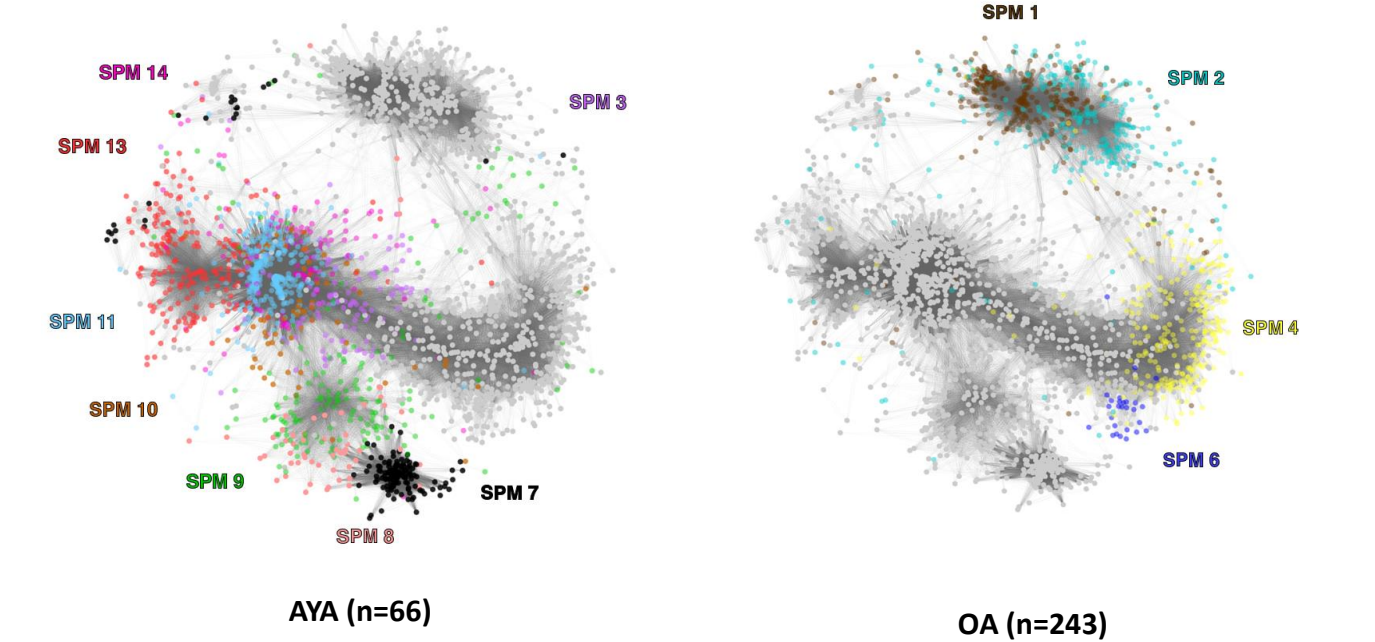 SPM 1
SPM 14
SPM 2
SPM 3
SPM 13
SPM 11
SPM 4
SPM 10
SPM 9
SPM 6
SPM 7
SPM 8
AYA (n=66)
OA (n=243)